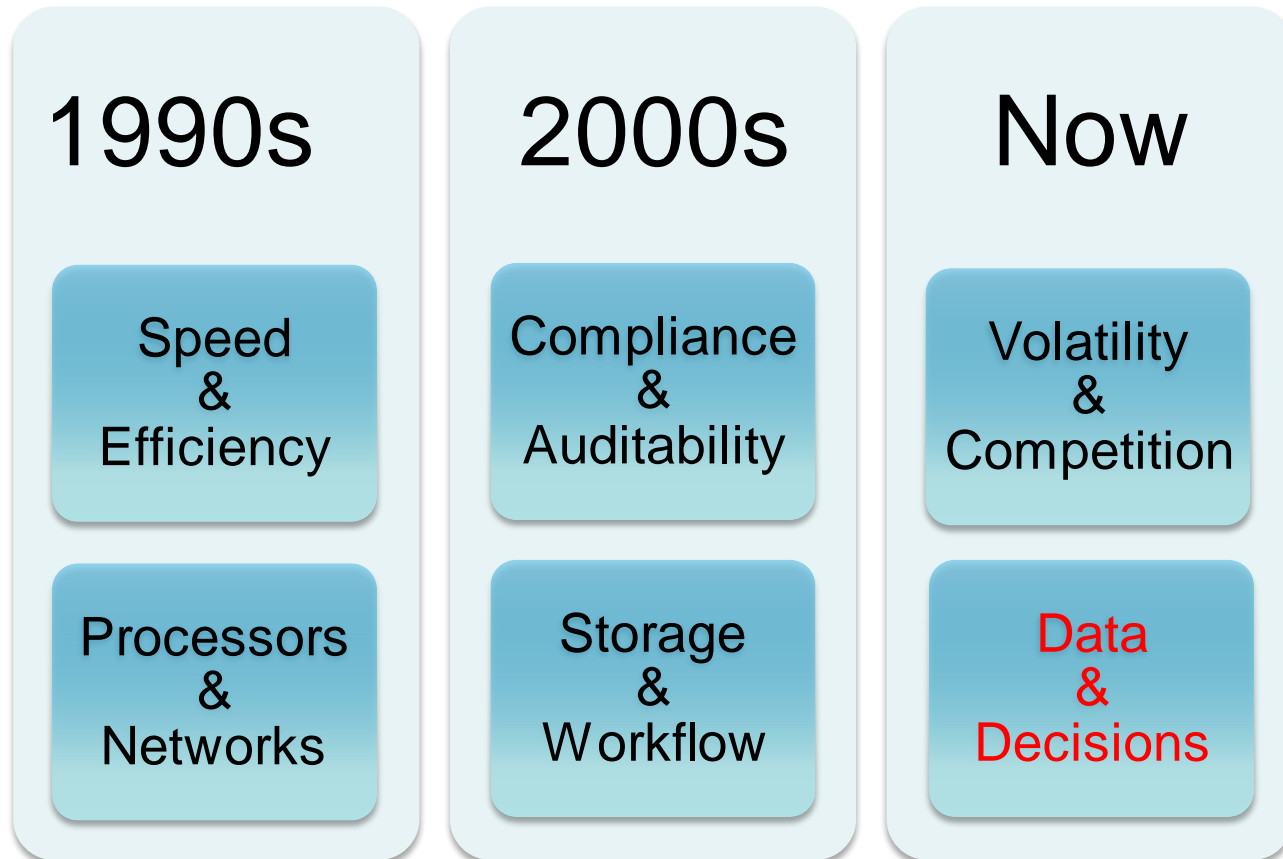 1990s
Speed
&
Efficiency
Processors
&
Networks
2000s
Compliance
&
Auditability
Storage
&
Workflow
Now
Volatility
&
Competition
Data
&
Decisions